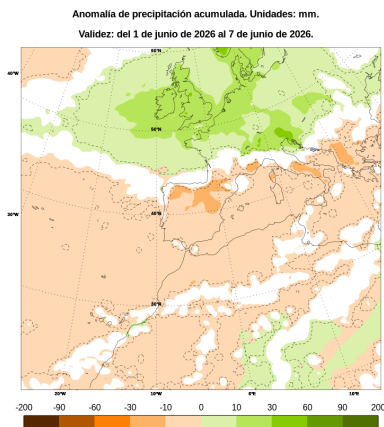 Anomalía de precipitación acumulada. Unidades: mm.
Validez: del 1 de junio de 2026 al 7 de junio de 2026.
60°N
40°W
50°N
30°W
40°N
30°N
20°W 10°W 0°E 10°E
-200 -90 -60 -30 -10 0 10 30 60 90 200